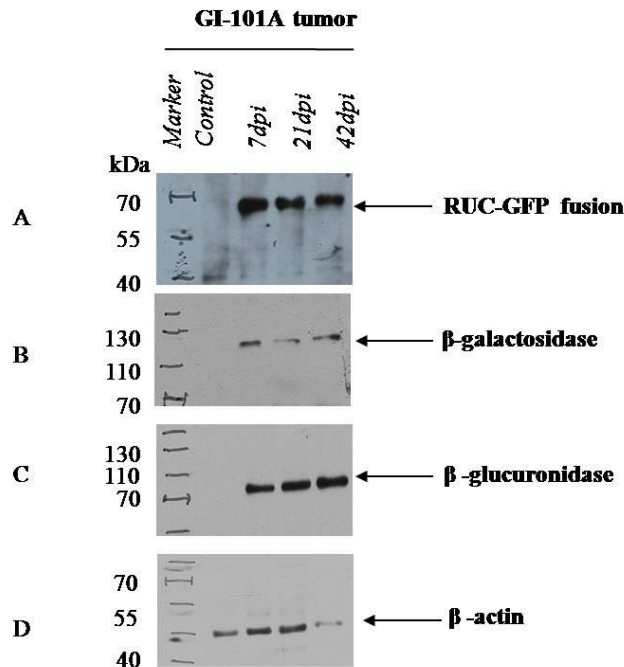 GI-101A tumor
Marker
Control
7dpi
21dpi
42dpi
kDa
A
70
55
40
RUC-GFP fusion
B
130
110
70
β-galactosidase
C
130
110
70
β -glucuronidase
D
70
55
40
β -actin